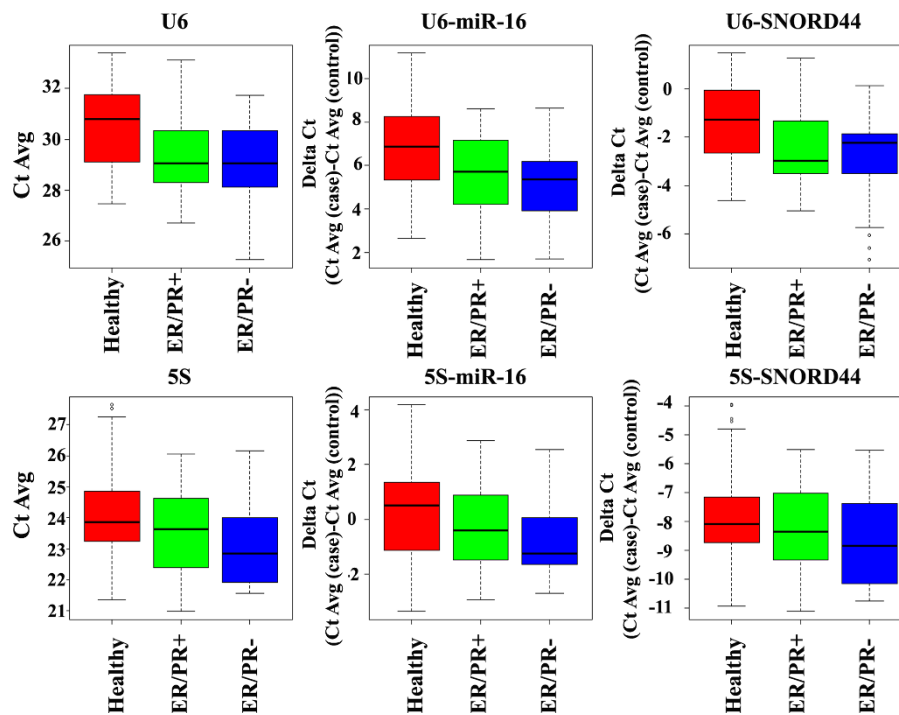 U6
Ct Avg
32
30
28
26
Healthy
ER/PR+
ER/PR-
U6-miR-16
Delta Ct
(Ct Avg (case)-Ct Avg (control))
10
8
6
4
2
Healthy
ER/PR+
ER/PR-
U6-SNORD44
Delta Ct
(Ct Avg (case)-Ct Avg (control))
0
-2
-4
-6
Healthy
ER/PR+
ER/PR-
5S
Ct Avg
27
26
25
24
23
22
21
Healthy
ER/PR+
ER/PR-
5S-miR-16
Delta Ct
(Ct Avg (case)-Ct Avg (control))
4
2
0
-2
Healthy
ER/PR+
ER/PR-
5S-SNORD44
Delta Ct
(Ct Avg (case)-Ct Avg (control))
-4
-5
-6
-7
-8
-9
-10
-11
Healthy
ER/PR+
ER/PR-